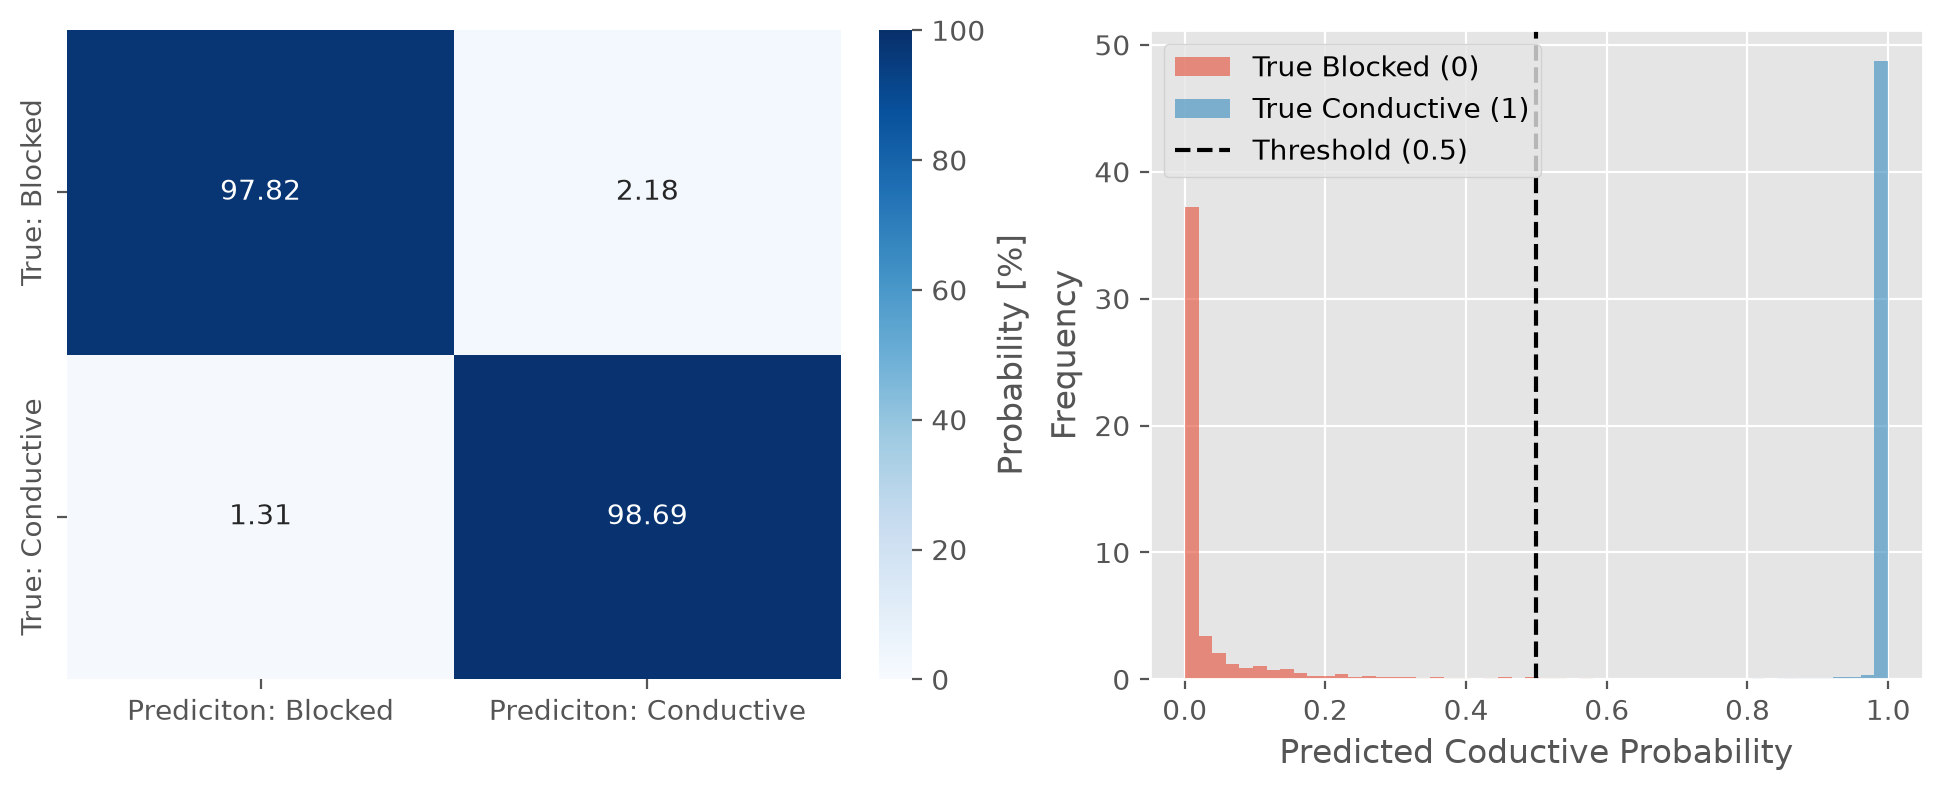 True: Blocked
True: Conductive
97.82
2.18
1.31
98.69
Prediciton: Blocked
Prediciton: Conductive
100
80
60
40
20
0
Probability [%]
Frequency
50
40
30
20
10
0
True Blocked (0)
True Conductive (1)
Threshold (0.5)
0.0
0.2
0.4
0.6
0.8
1.0
Predicted Coductive Probability